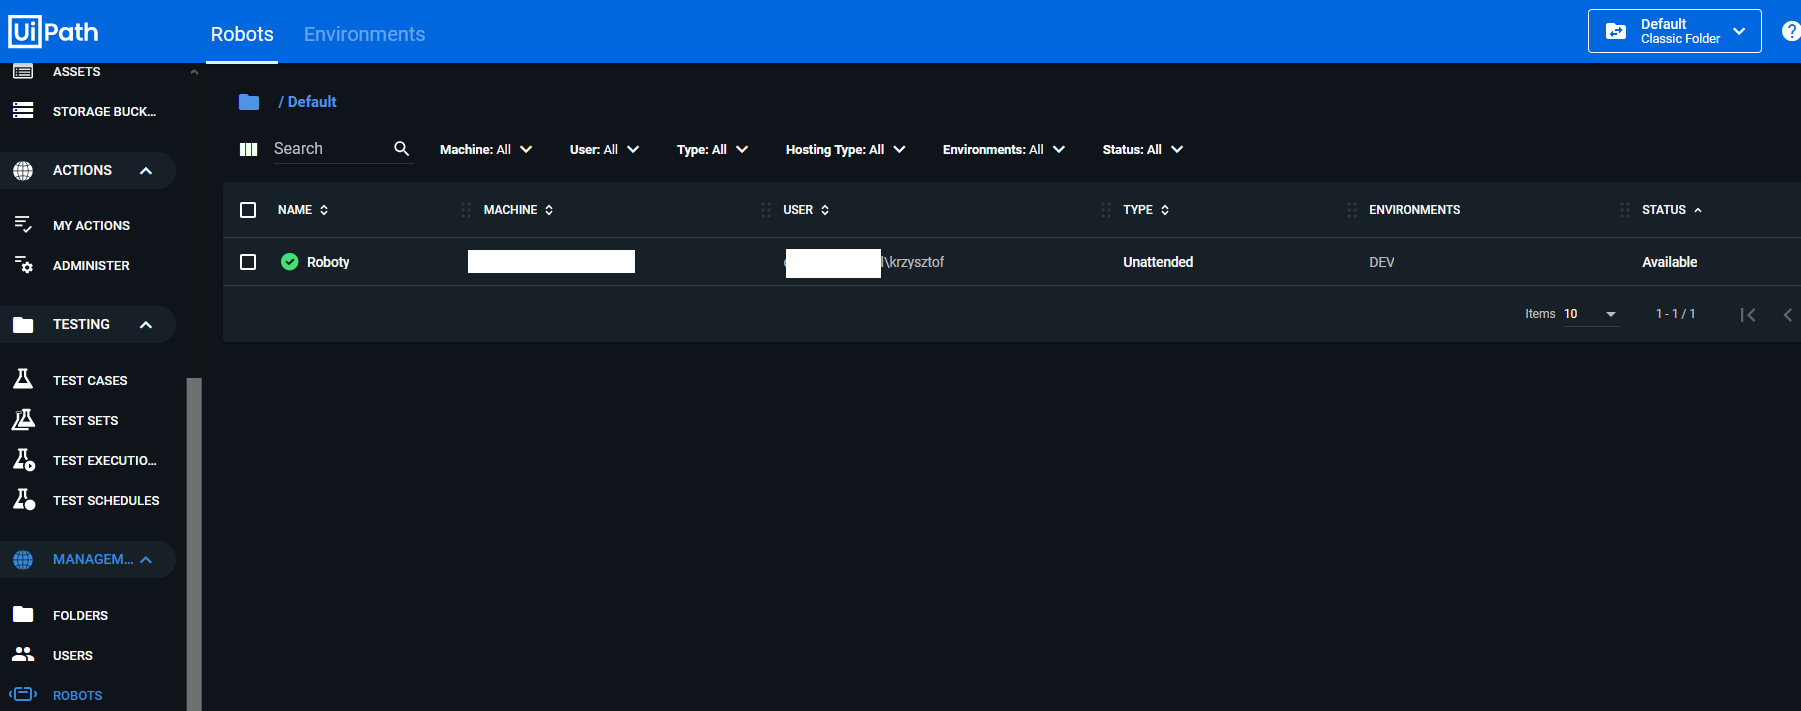 UiPath
Robots
Environments
Default
Classic Folder
?
ASSETS
STORAGE BUCK...
ACTIONS
MY ACTIONS
ADMINISTER
TESTING
TEST CASES
TEST SETS
TEST EXECUTIO...
TEST SCHEDULES
MANAGEM...
FOLDERS
USERS
ROBOTS
/ Default
Search
Machine: All
User: All
Type: All
Hosting Type: All
Environments: All
Status: All
NAME MACHINE USER TYPE ENVIRONMENTS STATUS
Roboty \krzysztof Unattended DEV Available
Items 10 1 - 1 / 1